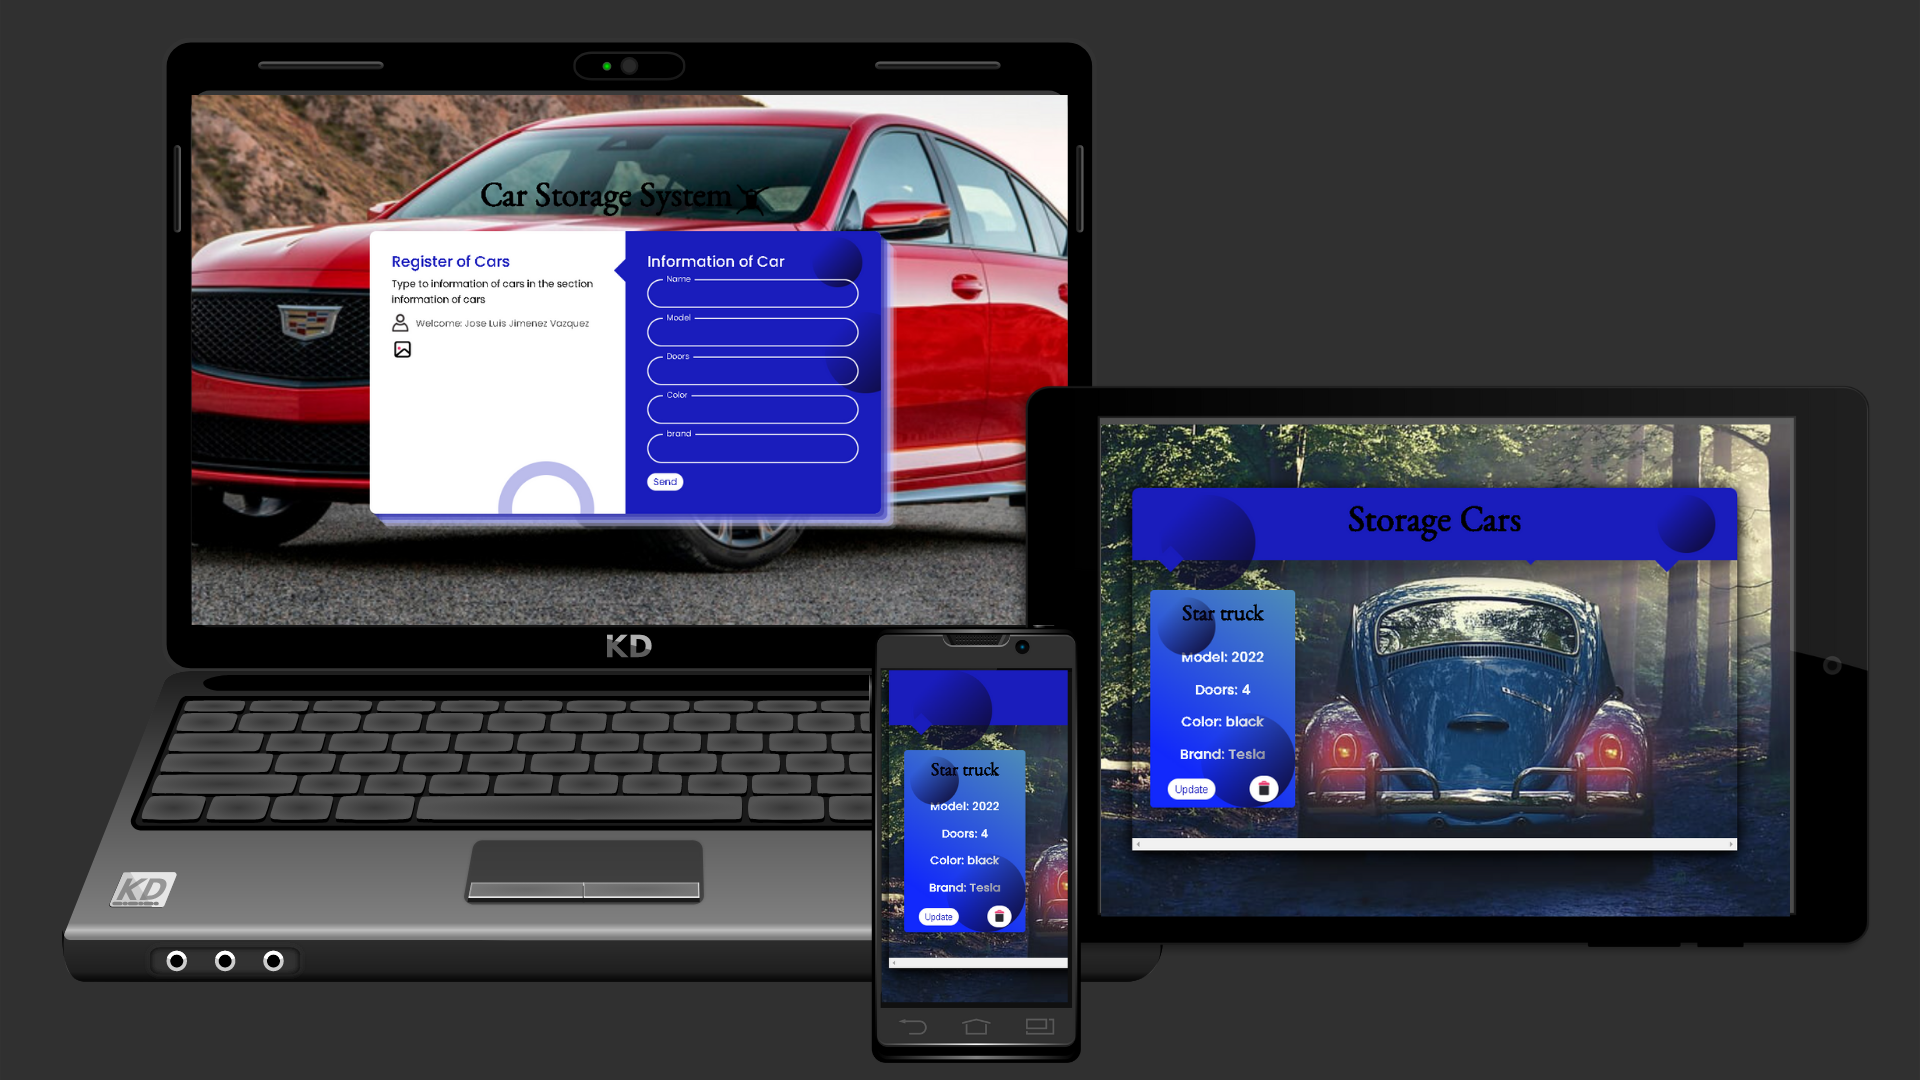 Car Storage System
Register of Cars
Type to information of cars in the section
information of cars
Welcome: Jose Luis Jimenez Vazquez
Information of Car
Name
Model
Doors
Color
brand
Send
KD
KD
Storage Cars
Star truck
Model: 2022
Doors: 4
Color: black
Brand: Tesla
Update
Star truck
Model: 2022
Doors: 4
Color: black
Brand: Tesla
Update